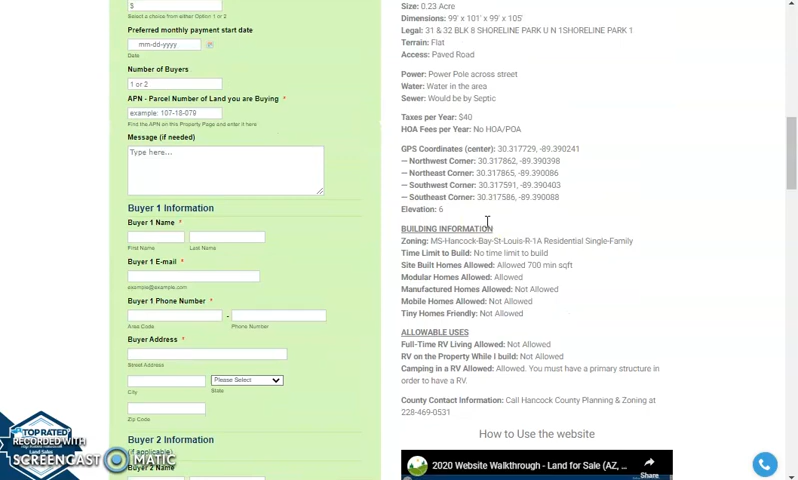 $
Select a choice from either Option 1 or 2
Preferred monthly payment start date
mm-dd-yyyy
Date
Number of Buyers
1 or 2
APN - Parcel Number of Land you are Buying *
example: 107-18-079
Find the APN on this Property Page and enter it here
Message (if needed)
Type here...
Buyer 1 Information
Buyer 1 Name *
First Name
Last Name
Buyer 1 E-mail *
example@example.com
Buyer 1 Phone Number *
-
Area Code
Phone Number
Buyer Address *
Street Address
Please Select
City
State
Zip Code
Buyer 2 Information
(if applicable)
Buyer 2 Name
Size: 0.23 Acre
Dimensions: 99' x 101' x 99' x 105'
Legal: 31 & 32 BLK 8 SHORELINE PARK U N 1SHORELINE PARK 1
Terrain: Flat
Access: Paved Road
Power: Power Pole across street
Water: Water in the area
Sewer: Would be by Septic
Taxes per Year: $40
HOA Fees per Year: No HOA/POA
GPS Coordinates (center): 30.317729, -89.390241
– Northwest Corner: 30.317862, -89.390398
– Northeast Corner: 30.317865, -89.390086
– Southwest Corner: 30.317591, -89.390403
– Southeast Corner: 30.317586, -89.390088
Elevation: 6
BUILDING INFORMATION
Zoning: MS-Hancock-Bay-St-Louis-R-1A Residential Single-Family
Time Limit to Build: No time limit to build
Site Built Homes Allowed: Allowed 700 min sqft
Modular Homes Allowed: Allowed
Manufactured Homes Allowed: Not Allowed
Mobile Homes Allowed: Not Allowed
Tiny Homes Friendly: Not Allowed
ALLOWABLE USES
Full-Time RV Living Allowed: Not Allowed
RV on the Property While I build: Not Allowed
Camping in a RV Allowed: Allowed. You must have a primary structure in
order to have a RV.
County Contact Information: Call Hancock County Planning & Zoning at
228-469-0531
How to Use the website
2020 Website Walkthrough - Land for Sale (AZ, ...
Share
TOP RATED
Land Sales
RECORDED WITH
SCREENCAST MATIC